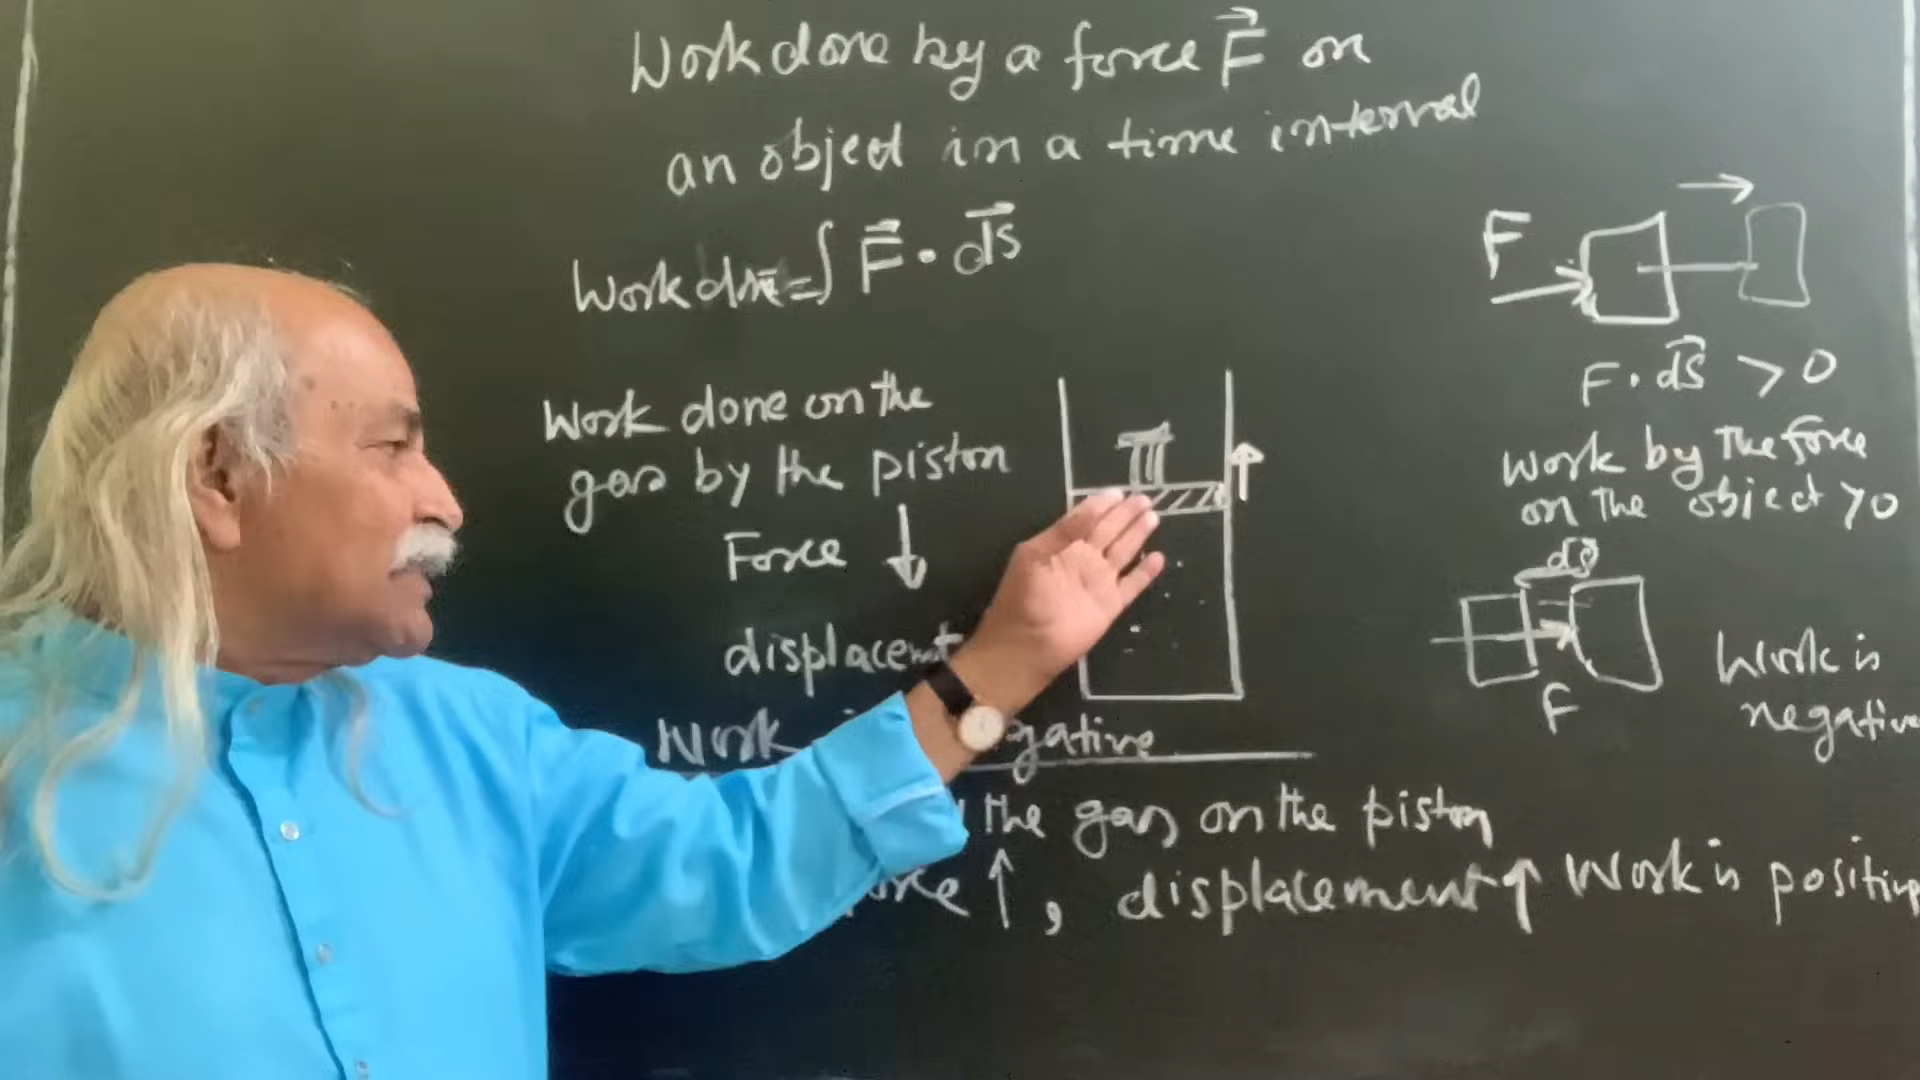 Work done by a force F on
an object in a time interval
Work done = ∫ F · ds
Work done on the
gas by the piston
Force ↓
displacement
Work negative
the gas on the piston
Force ↑, displacement ↑ Work is positive
F
F · ds > 0
Work by the force
on the object > 0
ds
F
Work is
negative